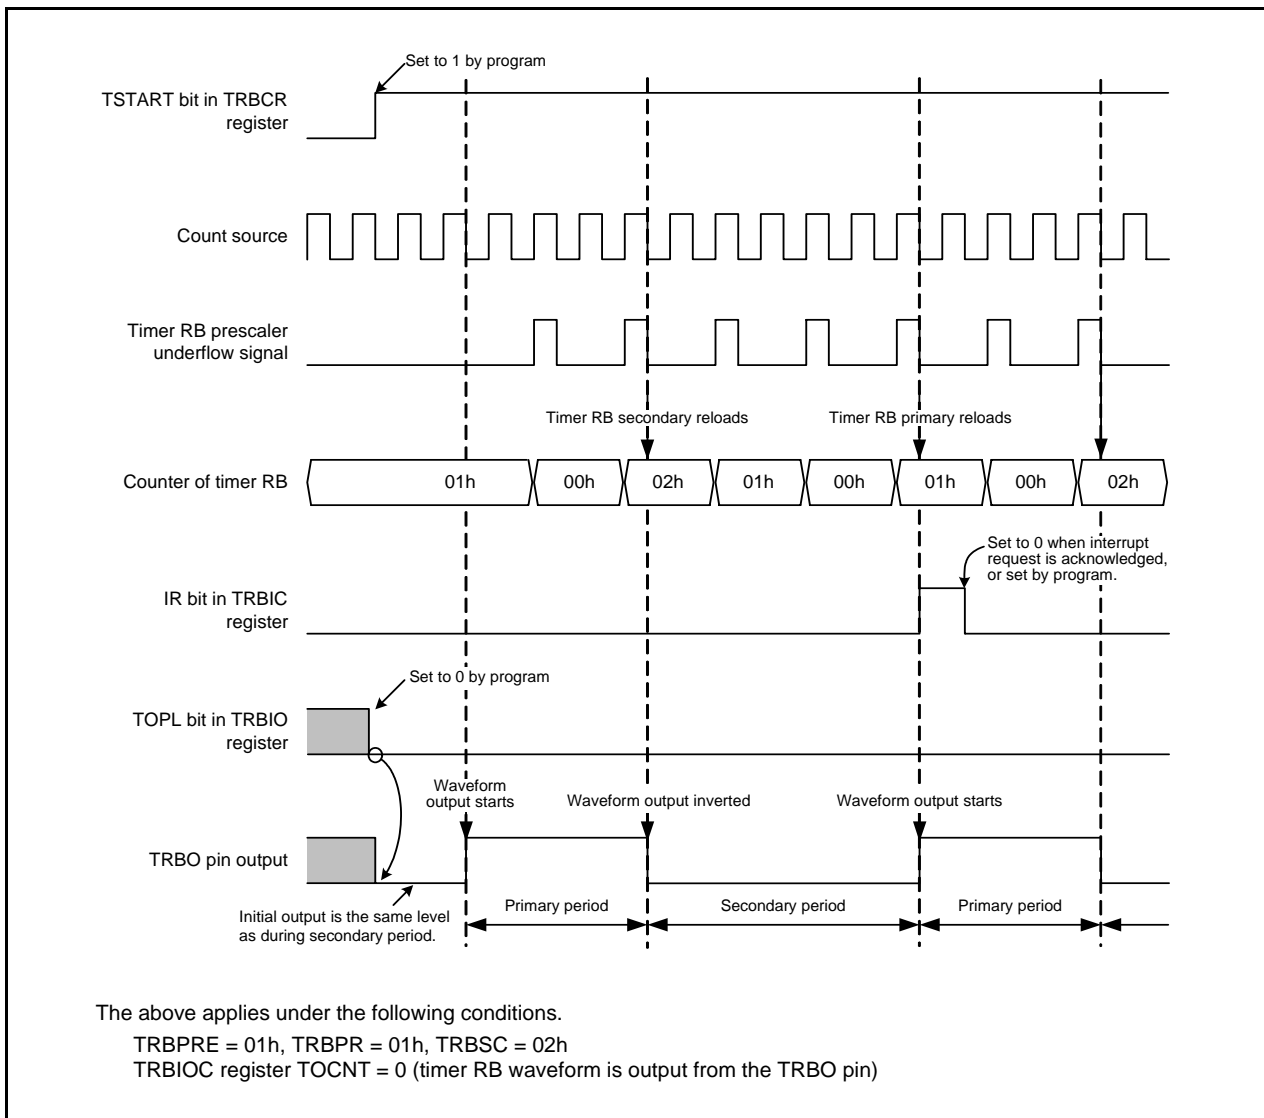 Set to 1 by program
TSTART bit in TRBCR
register
Count source
Timer RB prescaler
underflow signal
Timer RB secondary reloads
Timer RB primary reloads
Counter of timer RB
01h
00h
02h
01h
00h
01h
00h
02h
Set to 0 when interrupt
request is acknowledged,
or set by program.
IR bit in TRBIC
register
Set to 0 by program
TOPL bit in TRBIO
register
Waveform
output starts
Waveform output inverted
Waveform output starts
TRBO pin output
Initial output is the same level
as during secondary period.
Primary period
Secondary period
Primary period
The above applies under the following conditions.
TRBPRE = 01h, TRBPR = 01h, TRBSC = 02h
TRBIOC register TOCNT = 0 (timer RB waveform is output from the TRBO pin)